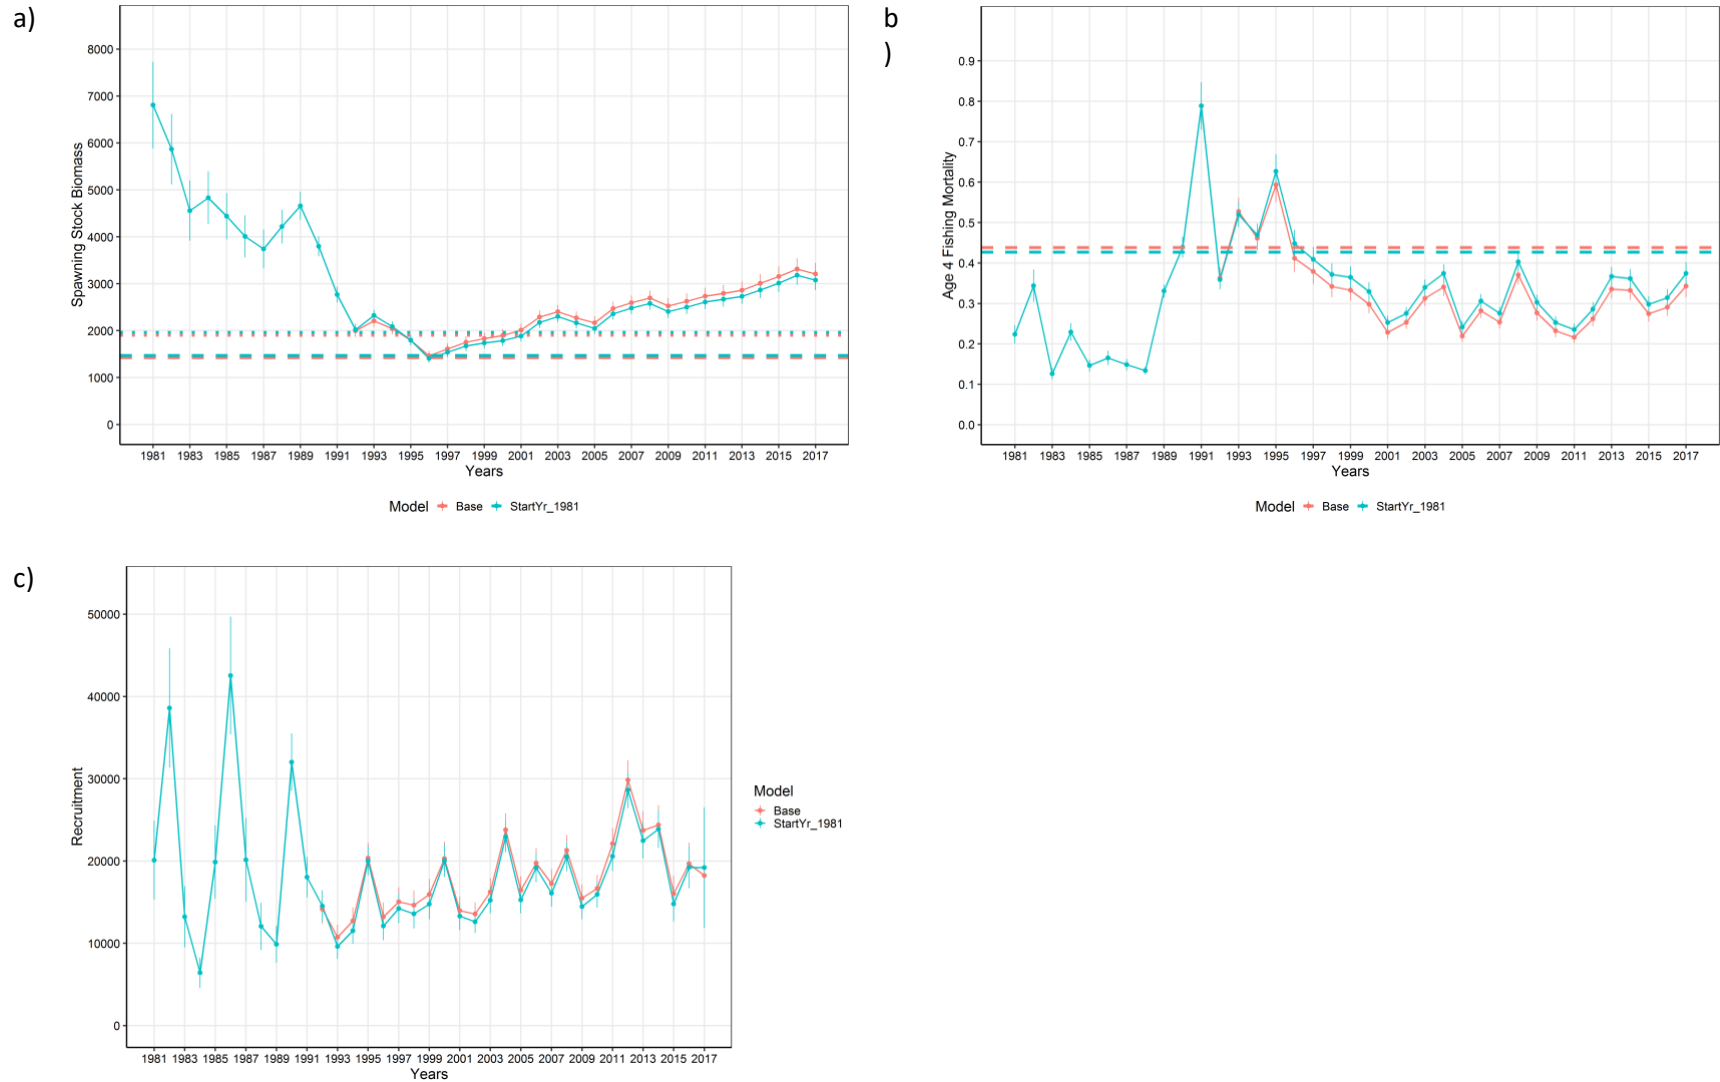 a)
8000
7000
6000
5000
4000
3000
2000
1000
0
Spawning Stock Biomass
1981 1983 1985 1987 1989 1991 1993 1995 1997 1999 2001 2003 2005 2007 2009 2011 2013 2015 2017
Years
Model Base StartYr_1981
b
)
0.9
0.8
0.7
0.6
0.5
0.4
0.3
0.2
0.1
0.0
Age 4 Fishing Mortality
1981 1983 1985 1987 1989 1991 1993 1995 1997 1999 2001 2003 2005 2007 2009 2011 2013 2015 2017
Years
Model Base StartYr_1981
c)
50000
40000
30000
20000
10000
0
Recruitment
1981 1983 1985 1987 1989 1991 1993 1995 1997 1999 2001 2003 2005 2007 2009 2011 2013 2015 2017
Years
Model
Base
StartYr_1981